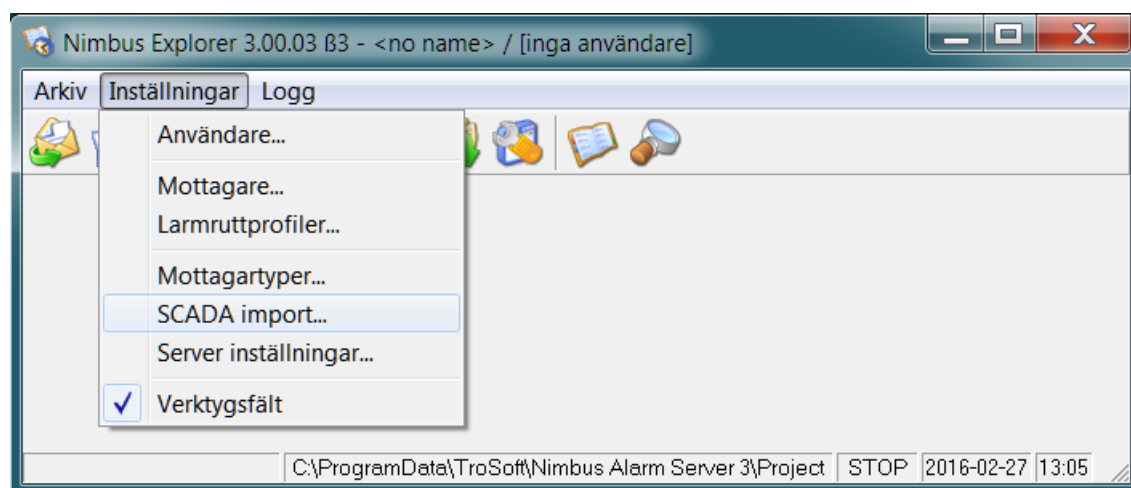 Nimbus Explorer 3.00.03 ß3 - <no name> / [inga användare]
Arkiv Inställningar Logg
Användare...
Mottagare...
Larmruttprofiler...
Mottagartyper...
SCADA import...
Server inställningar...
Verktygsfält
C:\ProgramData\TroSoft\Nimbus Alarm Server 3\Project STOP 2016-02-27 13:05